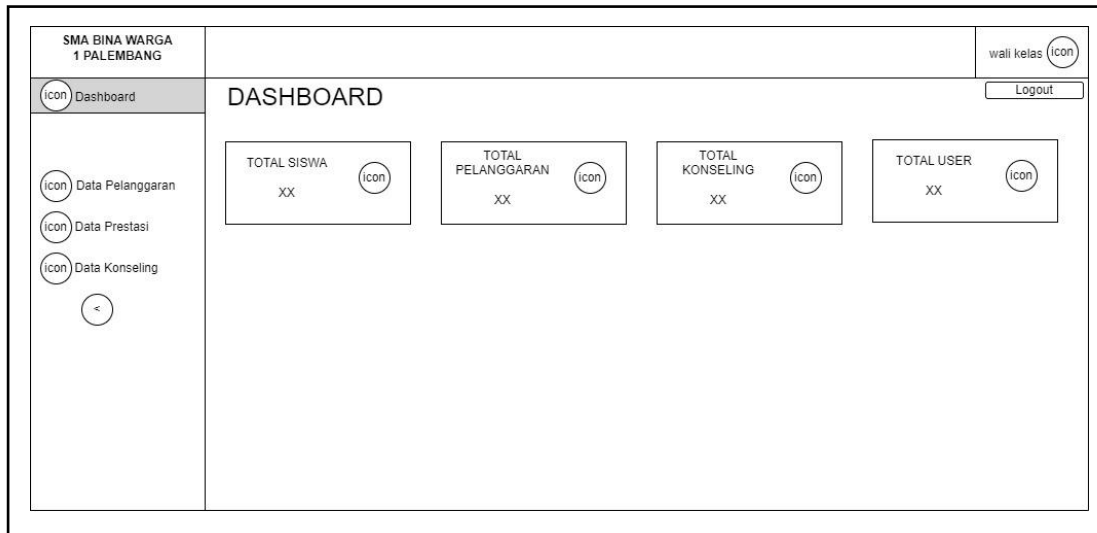 SMA BINA WARGA
1 PALEMBANG
wali kelas icon
icon Dashboard
DASHBOARD
Logout
TOTAL SISWA
XX
icon
TOTAL
PELANGGARAN
XX
icon
TOTAL
KONSELING
XX
icon
TOTAL USER
XX
icon
icon Data Pelanggaran
icon Data Prestasi
icon Data Konseling
<